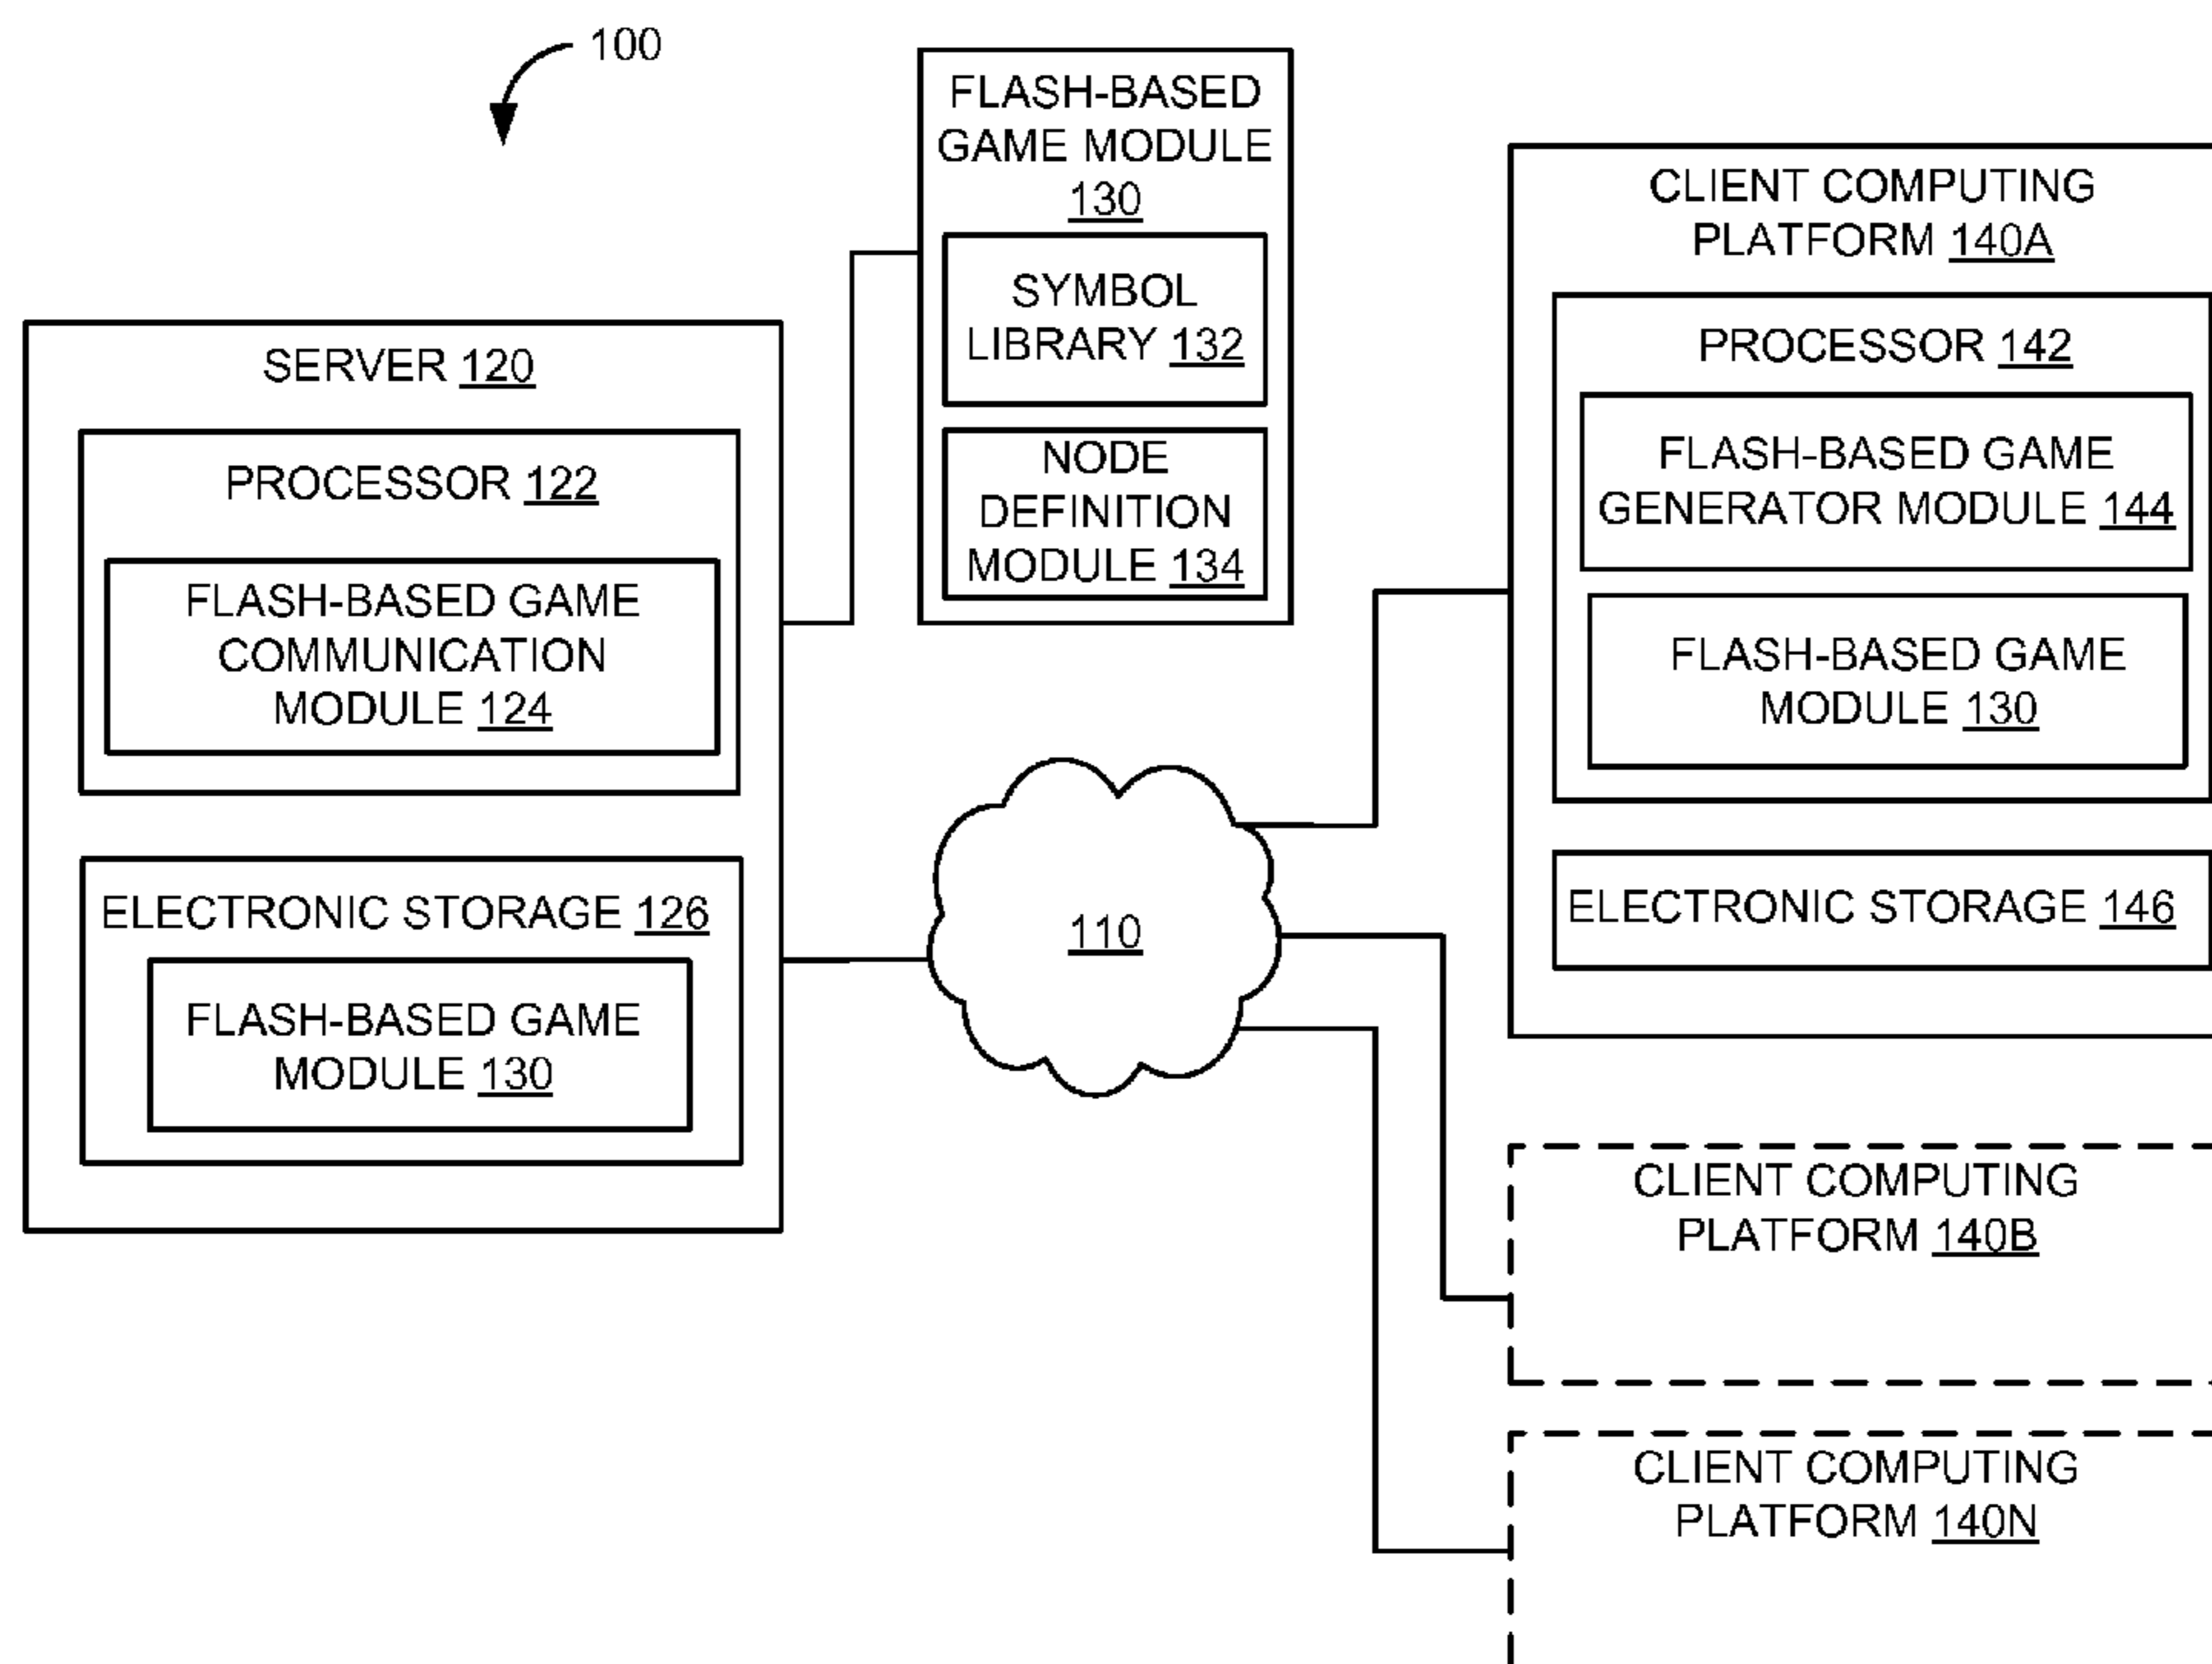 100
FLASH-BASED
GAME MODULE
130
SYMBOL
LIBRARY 132
NODE
DEFINITION
MODULE 134
SERVER 120
PROCESSOR 122
FLASH-BASED GAME
COMMUNICATION
MODULE 124
ELECTRONIC STORAGE 126
FLASH-BASED GAME
MODULE 130
110
CLIENT COMPUTING
PLATFORM 140A
PROCESSOR 142
FLASH-BASED GAME
GENERATOR MODULE 144
FLASH-BASED GAME
MODULE 130
ELECTRONIC STORAGE 146
CLIENT COMPUTING
PLATFORM 140B
CLIENT COMPUTING
PLATFORM 140N